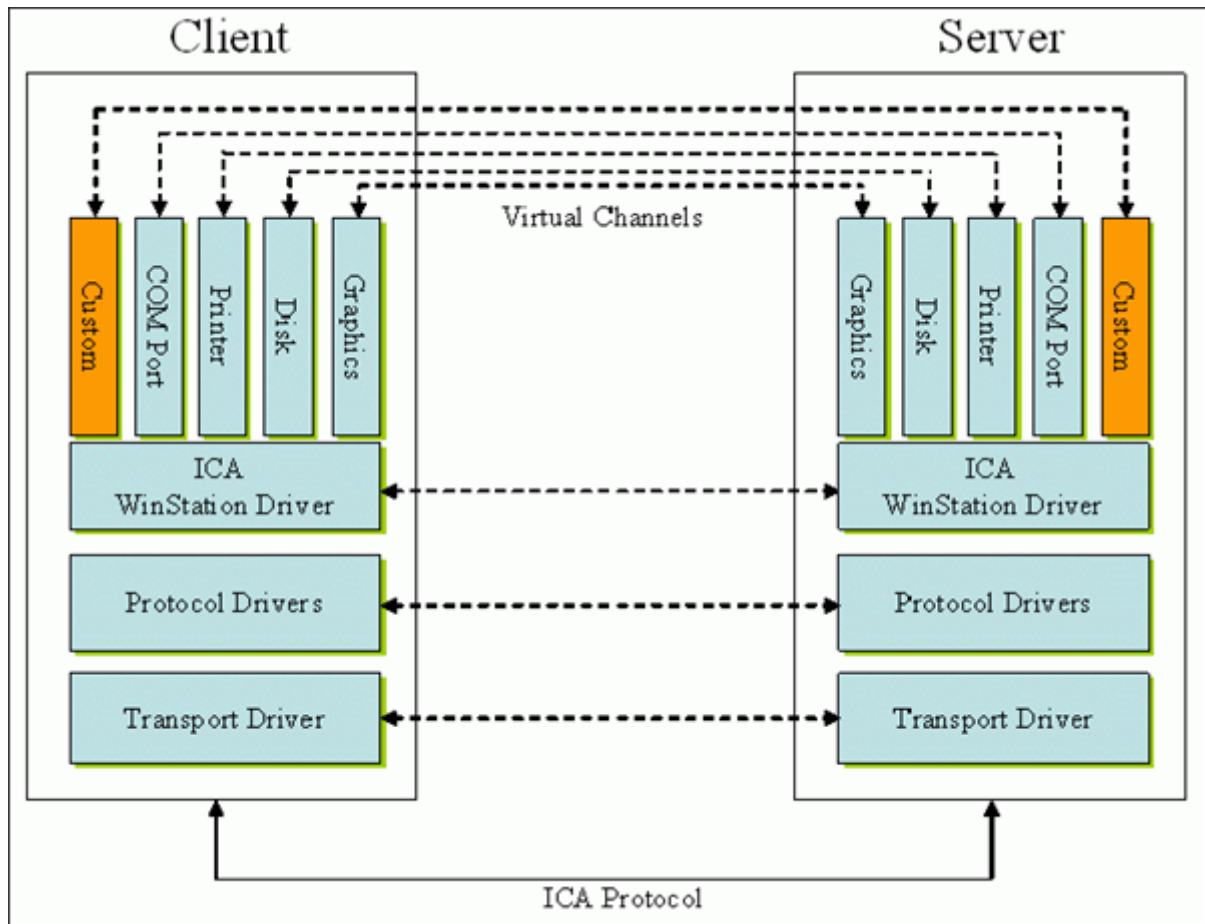 Client
Server
Virtual Channels
Custom
COM Port
Printer
Disk
Graphics
Graphics
Disk
Printer
COM Port
Custom
ICA
WinStation Driver
ICA
WinStation Driver
Protocol Drivers
Protocol Drivers
Transport Driver
Transport Driver
ICA Protocol